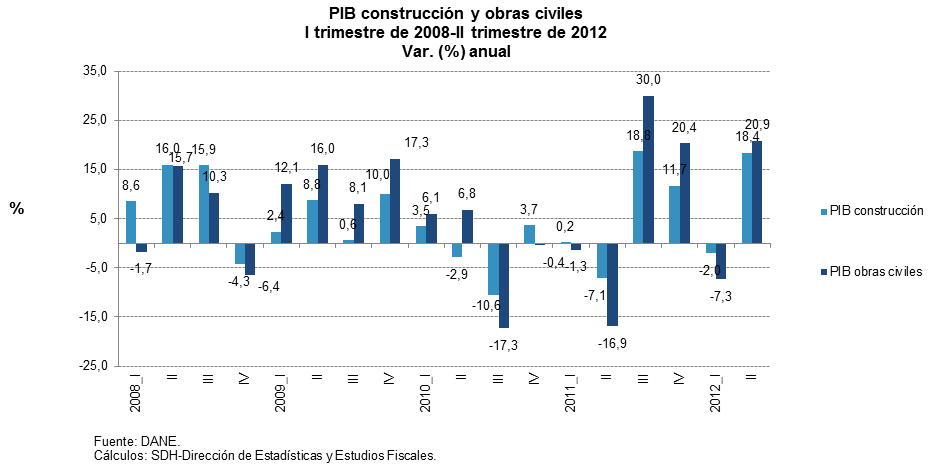 PIB construcción y obras civiles
I trimestre de 2008-II trimestre de 2012
Var. (%) anual
%
35,0
25,0
15,0
5,0
-5,0
-15,0
-25,0
8,6
-1,7
16,0
15,7
15,9
10,3
-4,3
-6,4
2,4
12,1
8,8
16,0
0,6
8,1
10,0
17,3
3,5
6,1
-2,9
6,8
-10,6
-17,3
3,7
-0,4
0,2
-1,3
-7,1
-16,9
18,8
30,0
11,7
20,4
-2,0
-7,3
18,4
20,9
2008_I
II
III
IV
2009_I
II
III
IV
2010_I
II
III
IV
2011_I
II
III
IV
2012_I
II
PIB construcción
PIB obras civiles
Fuente: DANE.
Cálculos: SDH-Dirección de Estadísticas y Estudios Fiscales.